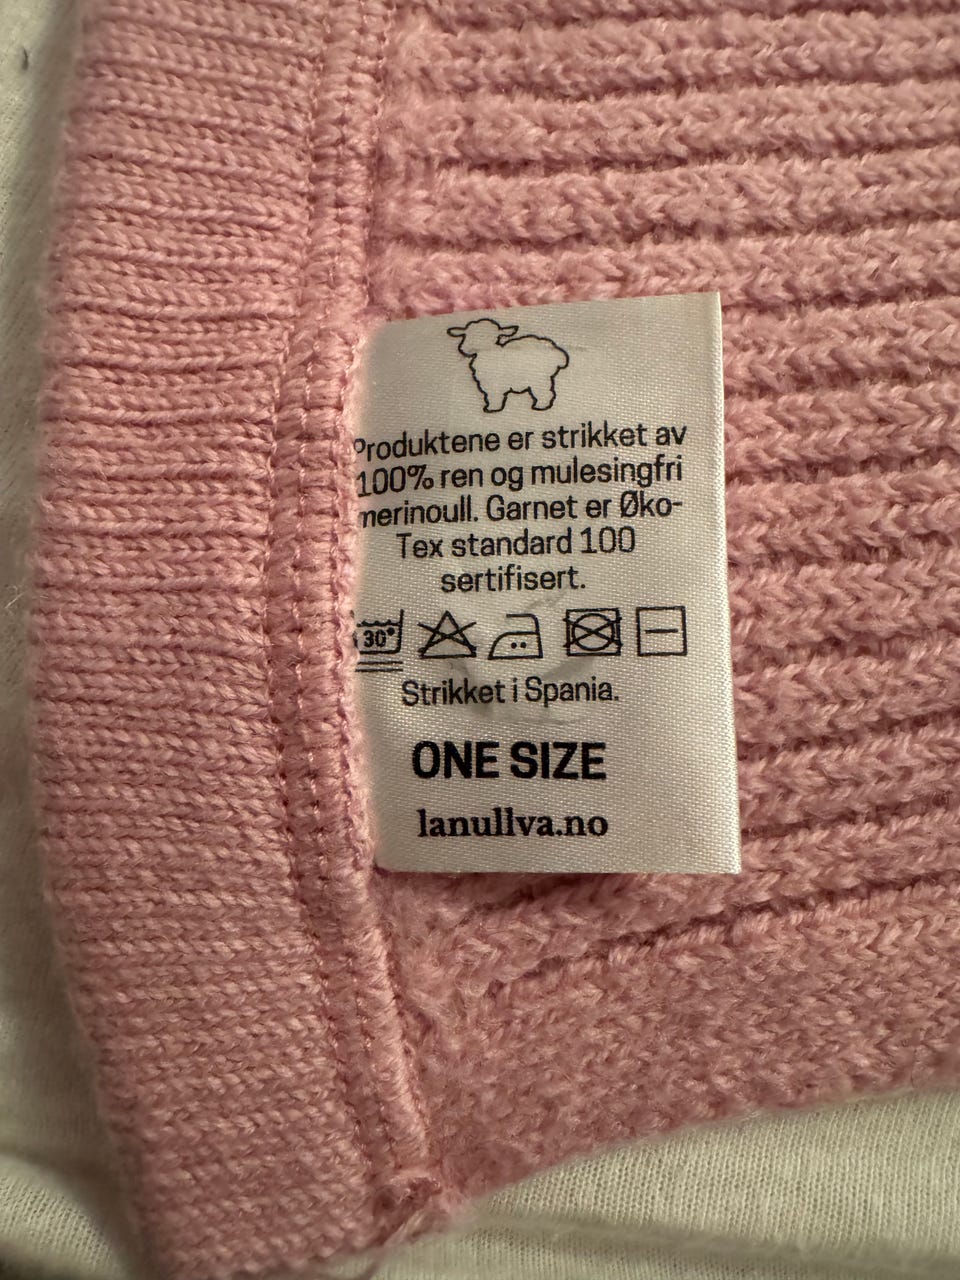 Produktene er strikket av
100% ren og mulesingfri
merinoull. Garnet er Øko-
Tex standard 100
sertifisert.
30°
Strikket i Spania.
ONE SIZE
lanullva.no